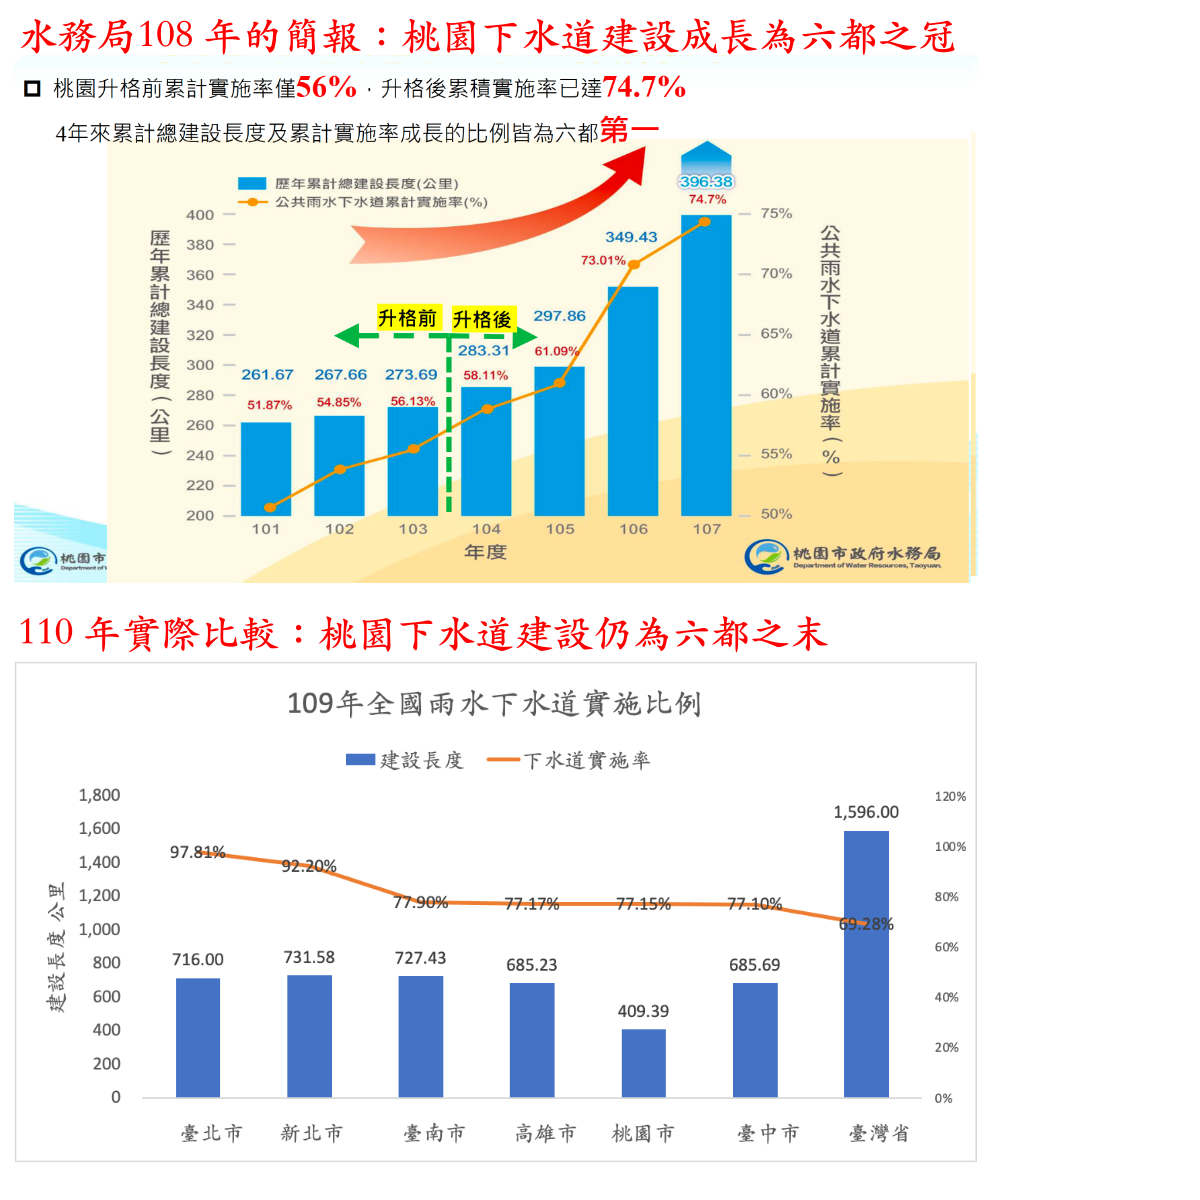 水務局108 年的簡報：桃園下水道建設成長為六都之冠
桃園升格前累計實施率僅56%，升格後累積實施率已達74.7%
4年來累計總建設長度及累計實施率成長的比例皆為六都第一
歷年累計總建設長度(公里)
公共雨水下水道累計實施率(%)
歷年累計總建設長度(公里)
公共雨水下水道累計實施率(%)
400
380
360
340
320
300
280
260
240
220
200
75%
70%
65%
60%
55%
50%
升格前
升格後
261.67
267.66
273.69
283.31
297.86
349.43
396.38
51.87%
54.85%
56.13%
58.11%
61.09%
73.01%
74.7%
101
102
103
104
105
106
107
年度
桃園市
Department of W
桃園市政府水務局
Department of Water Resources, Taoyuan.
110 年實際比較：桃園下水道建設仍為六都之末
109年全國雨水下水道實施比例
建設長度
下水道實施率
建設長度 公里
1,800
1,600
1,400
1,200
1,000
800
600
400
200
0
120%
100%
80%
60%
40%
20%
0%
97.81%
92.20%
77.90%
77.17%
77.15%
77.10%
69.28%
716.00
731.58
727.43
685.23
409.39
685.69
1,596.00
臺北市
新北市
臺南市
高雄市
桃園市
臺中市
臺灣省